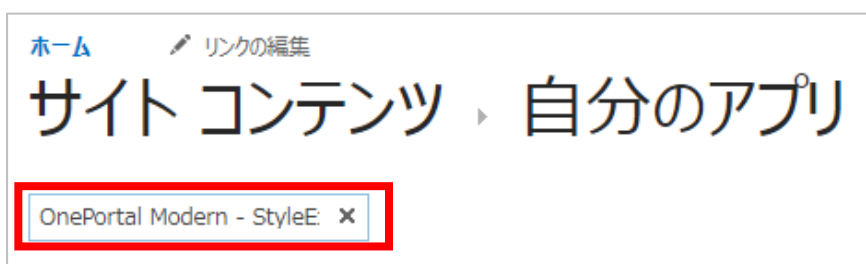 ホーム リンクの編集
サイト コンテンツ 自分のアプリ
OnePortal Modern - StyleE